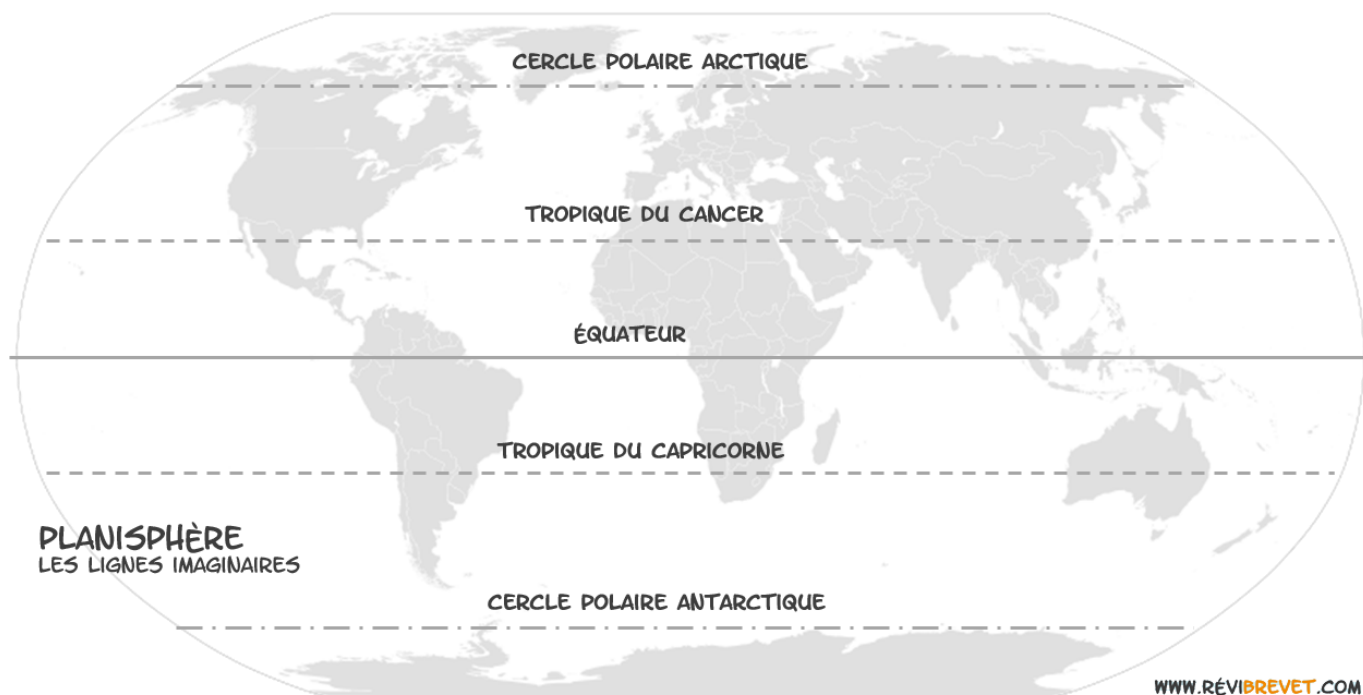 CERCLE POLAIRE ARCTIQUE
TROPIQUE DU CANCER
ÉQUATEUR
TROPIQUE DU CAPRICORNE
PLANISPHÈRE
LES LIGNES IMAGINAIRES
CERCLE POLAIRE ANTARCTIQUE
WWW.RÉVIBREVET.COM